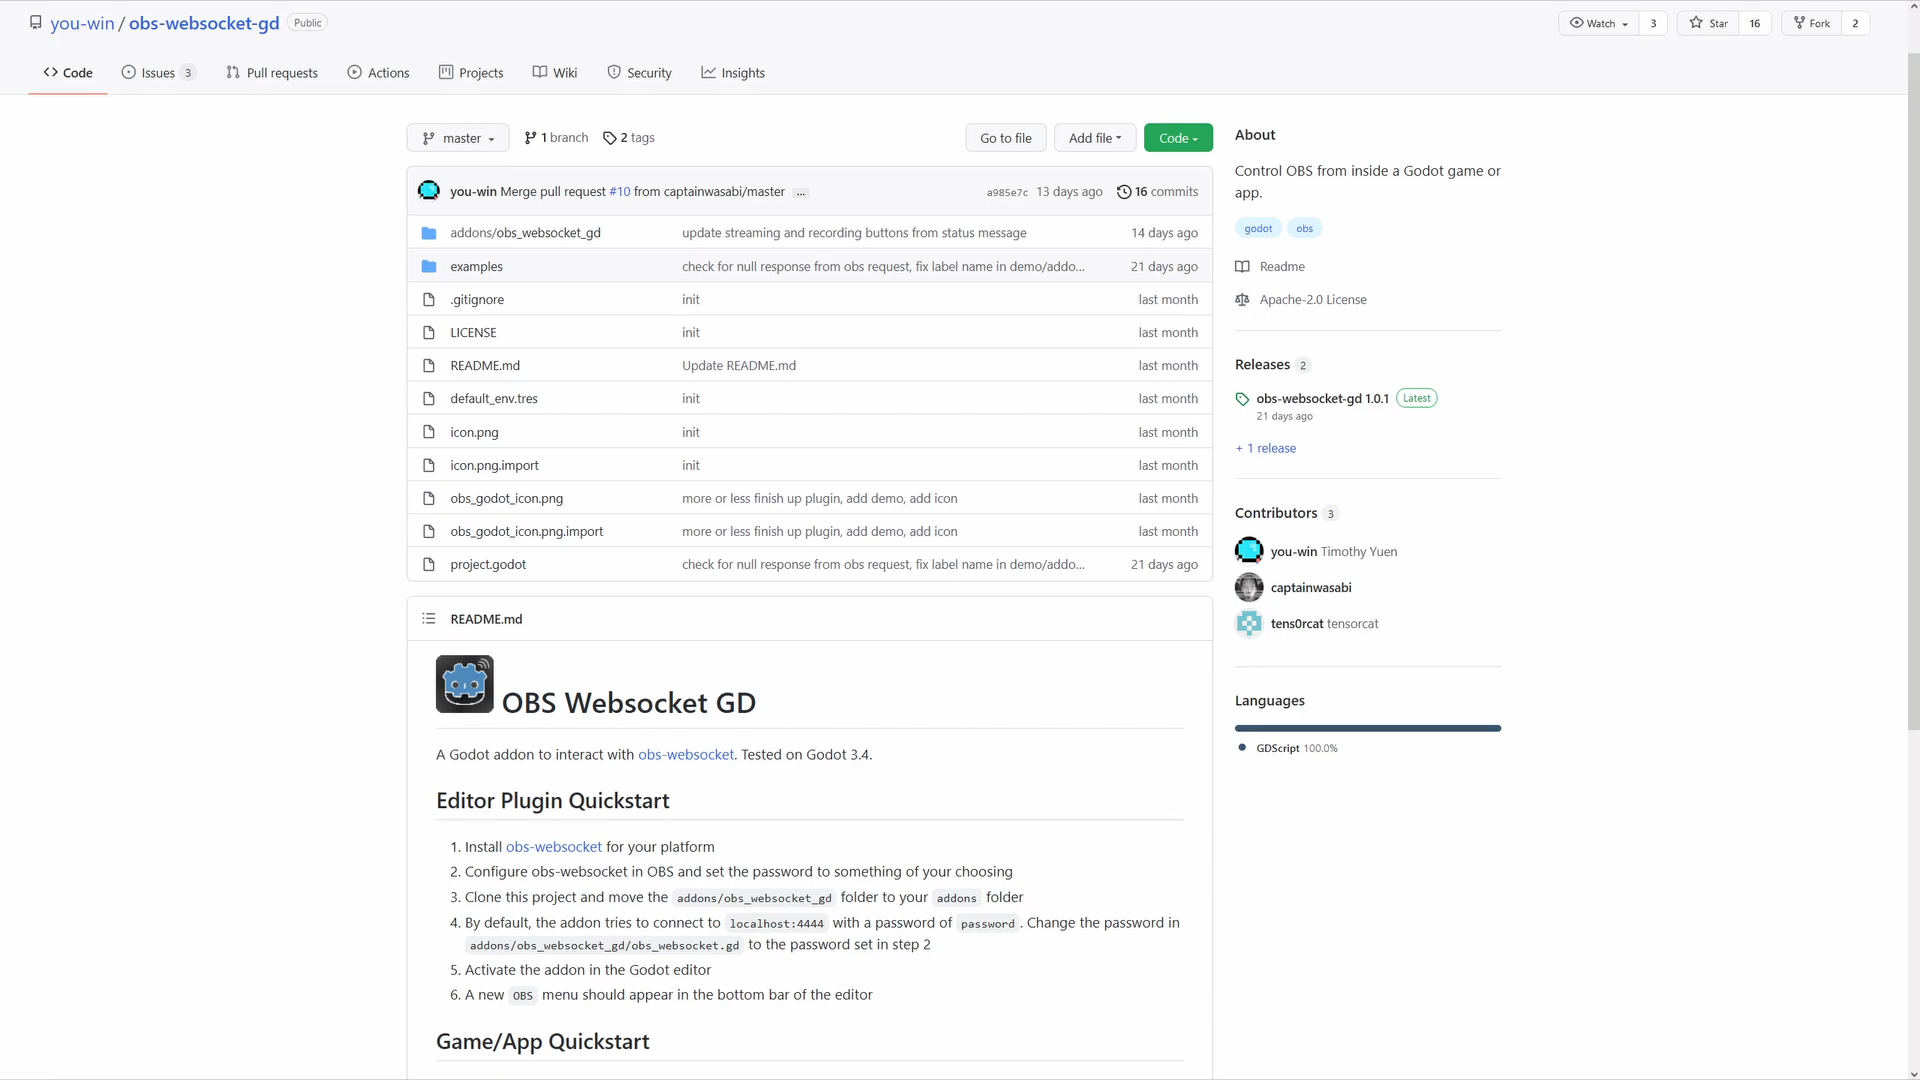 you-win / obs-websocket-gd Public
Watch 3 Star 16 Fork 2
Code Issues 3 Pull requests Actions Projects Wiki Security Insights
master 1 branch 2 tags Go to file Add file Code
you-win Merge pull request #10 from captainwasabi/master ... a985e7c 13 days ago 16 commits
addons/obs_websocket_gd update streaming and recording buttons from status message 14 days ago
examples check for null response from obs request, fix label name in demo/addo... 21 days ago
.gitignore init last month
LICENSE init last month
README.md Update README.md last month
default_env.tres init last month
icon.png init last month
icon.png.import init last month
obs_godot_icon.png more or less finish up plugin, add demo, add icon last month
obs_godot_icon.png.import more or less finish up plugin, add demo, add icon last month
project.godot check for null response from obs request, fix label name in demo/addo... 21 days ago
README.md
OBS Websocket GD
A Godot addon to interact with obs-websocket. Tested on Godot 3.4.
Editor Plugin Quickstart
1. Install obs-websocket for your platform
2. Configure obs-websocket in OBS and set the password to something of your choosing
3. Clone this project and move the addons/obs_websocket_gd folder to your addons folder
4. By default, the addon tries to connect to localhost:4444 with a password of password. Change the password in
addons/obs_websocket_gd/obs_websocket.gd to the password set in step 2
5. Activate the addon in the Godot editor
6. A new OBS menu should appear in the bottom bar of the editor
Game/App Quickstart
About
Control OBS from inside a Godot game or
app.
godot obs
Readme
Apache-2.0 License
Releases 2
obs-websocket-gd 1.0.1 Latest
21 days ago
+ 1 release
Contributors 3
you-win Timothy Yuen
captainwasabi
tens0rcat tensorcat
Languages
GDScript 100.0%